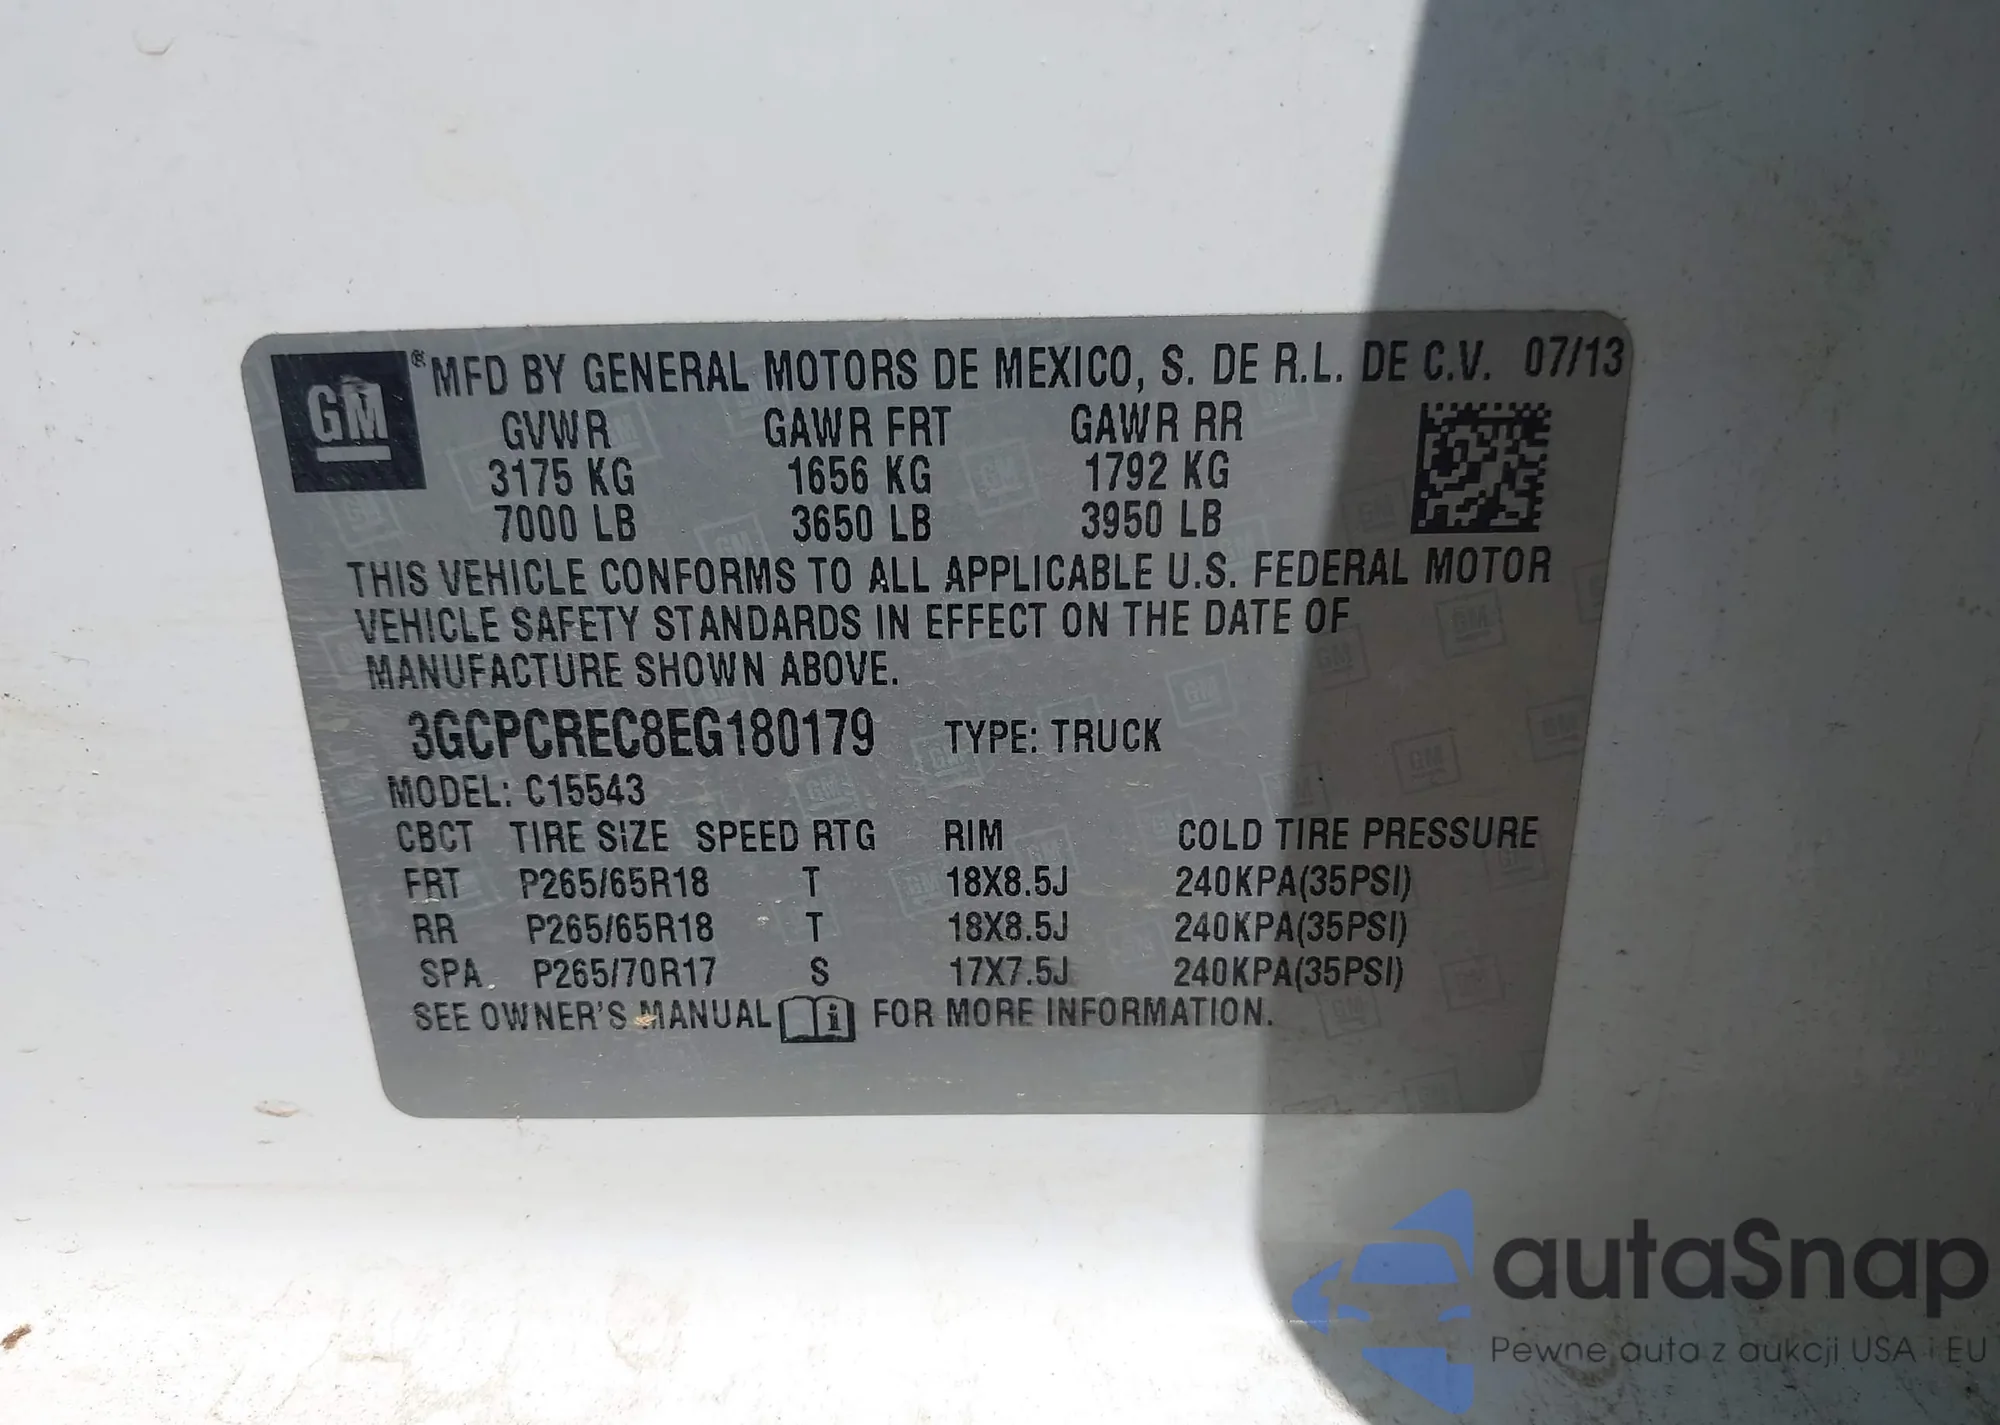 GM ® MFD BY GENERAL MOTORS DE MEXICO, S. DE R.L. DE C.V. 07/13
GVWR GAWR FRT GAWR RR
3175 KG 1656 KG 1792 KG
7000 LB 3650 LB 3950 LB
THIS VEHICLE CONFORMS TO ALL APPLICABLE U.S. FEDERAL MOTOR
VEHICLE SAFETY STANDARDS IN EFFECT ON THE DATE OF
MANUFACTURE SHOWN ABOVE.
3GCPCREC8EG180179 TYPE: TRUCK
MODEL: C15543
CBCT TIRE SIZE SPEED RTG RIM COLD TIRE PRESSURE
FRT P265/65R18 T 18X8.5J 240KPA(35PSI)
RR P265/65R18 T 18X8.5J 240KPA(35PSI)
SPA P265/70R17 S 17X7.5J 240KPA(35PSI)
SEE OWNER'S MANUAL i FOR MORE INFORMATION.
autaSnap
Pewne auta z aukcji USA i EU